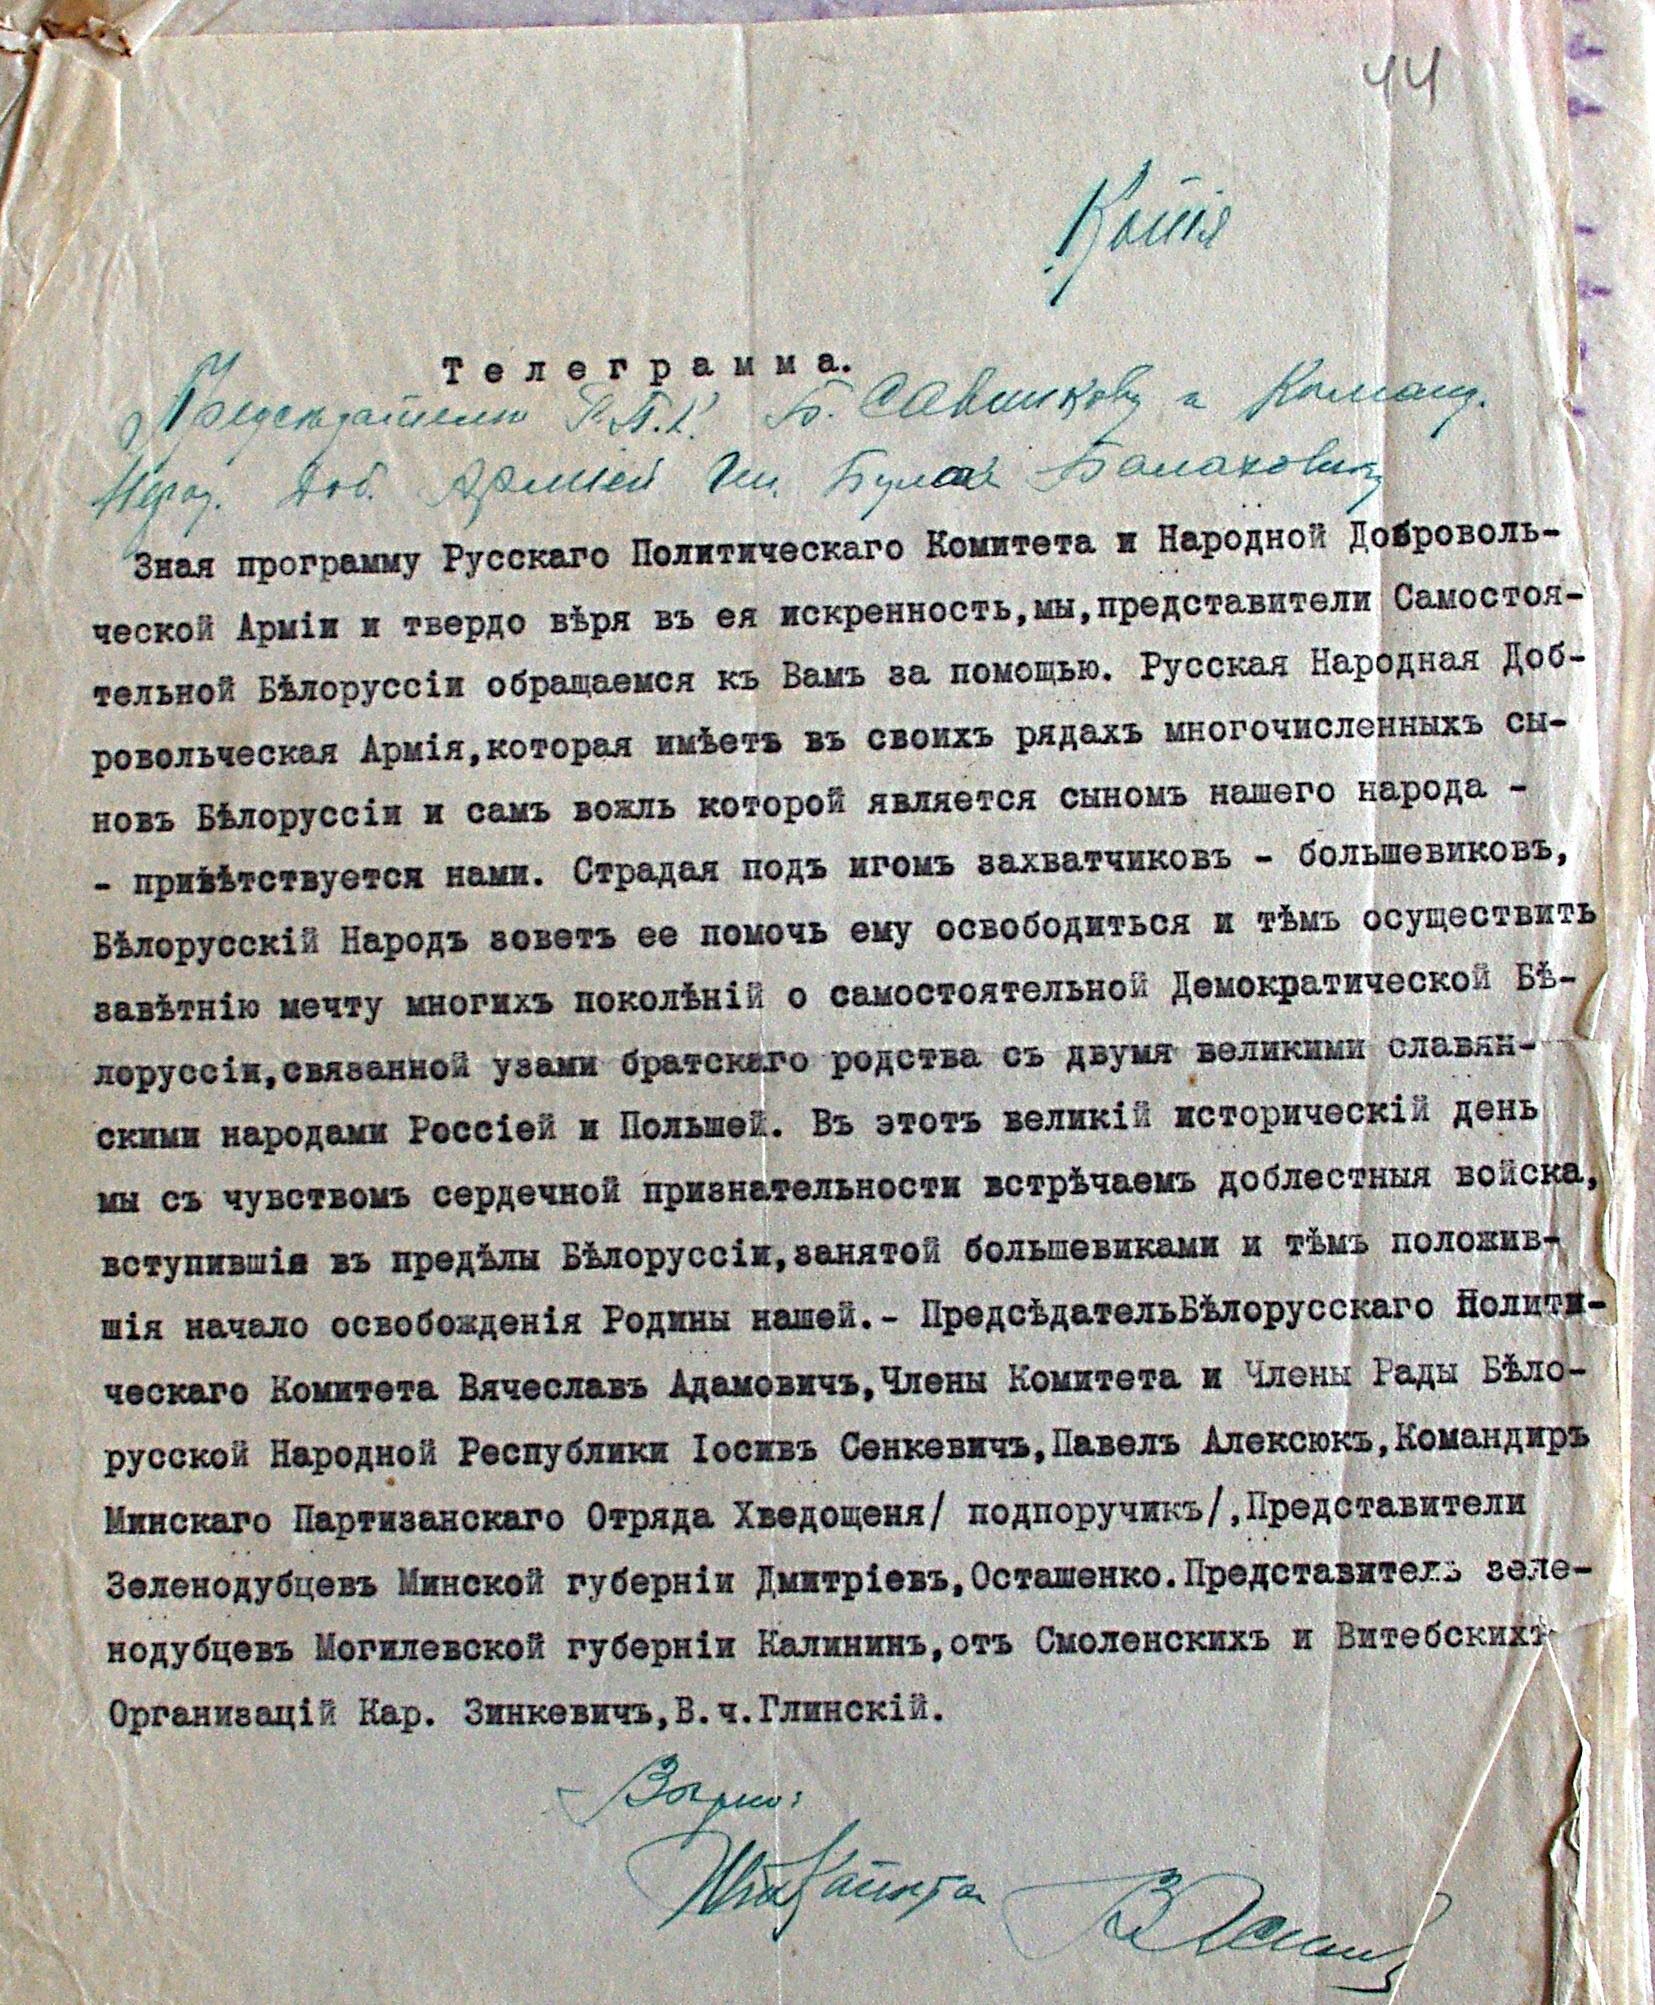 44
Копія
Телеграмма.
Председателю Р.П.К. Б. Савинкову и Команд.
Народ. Доб. Арміей Ген. Булак Балаховичу
Зная программу Русскаго Политическаго Комитета и Народной Доброволь-
ческой Арміи и твердо вѣря въ ея искренность,мы,представители Самостоя-
тельной Бѣлоруссіи обращаемся къ Вамъ за помощью. Русская Народная Доб-
ровольческая Армія,которая имѣетъ въ своихъ рядахъ многочисленныхъ сы-
новъ Бѣлоруссіи и самъ вожль которой является сыномъ нашего народа -
- привѣтствуется нами. Страдая подъ игомъ захватчиковъ - большевиковъ,
Бѣлорусскій Народъ зоветъ ее помочь ему освободиться и тѣмъ осуществить
завѣтнію мечту многихъ поколѣній о самостоятельной Демократической Бѣ-
лоруссіи,связанной узами братскаго родства съ двумя великими славян-
скими народами Россіей и Польшей. Въ этотъ великій историческій день
мы съ чувствомъ сердечной признательности встрѣчаемъ доблестныя войска,
вступившія въ предѣлы Бѣлоруссіи,занятой большевиками и тѣмъ положив-
шія начало освобожденія Родины нашей.- ПредсѣдательБѣлорусскаго Полити-
ческаго Комитета Вячеславъ Адамовичъ,Члены Комитета и Члены Рады Бѣло-
русской Народной Республики Іосивъ Сенкевичъ,Павелъ Алексюкъ,Командиръ
Минскаго Партизанскаго Отряда Хведощеня/ подпоручикъ/,Представители
Зеленодубцевъ Минской губерніи Дмитріевъ,Осташенко.Представитель зеле-
нодубцевъ Могилевской губерніи Калининъ,отъ Смоленскихъ и Витебскихъ
Организацій Кар. Зинкевичъ,В.ч.Глинскій.
Вѣрно: